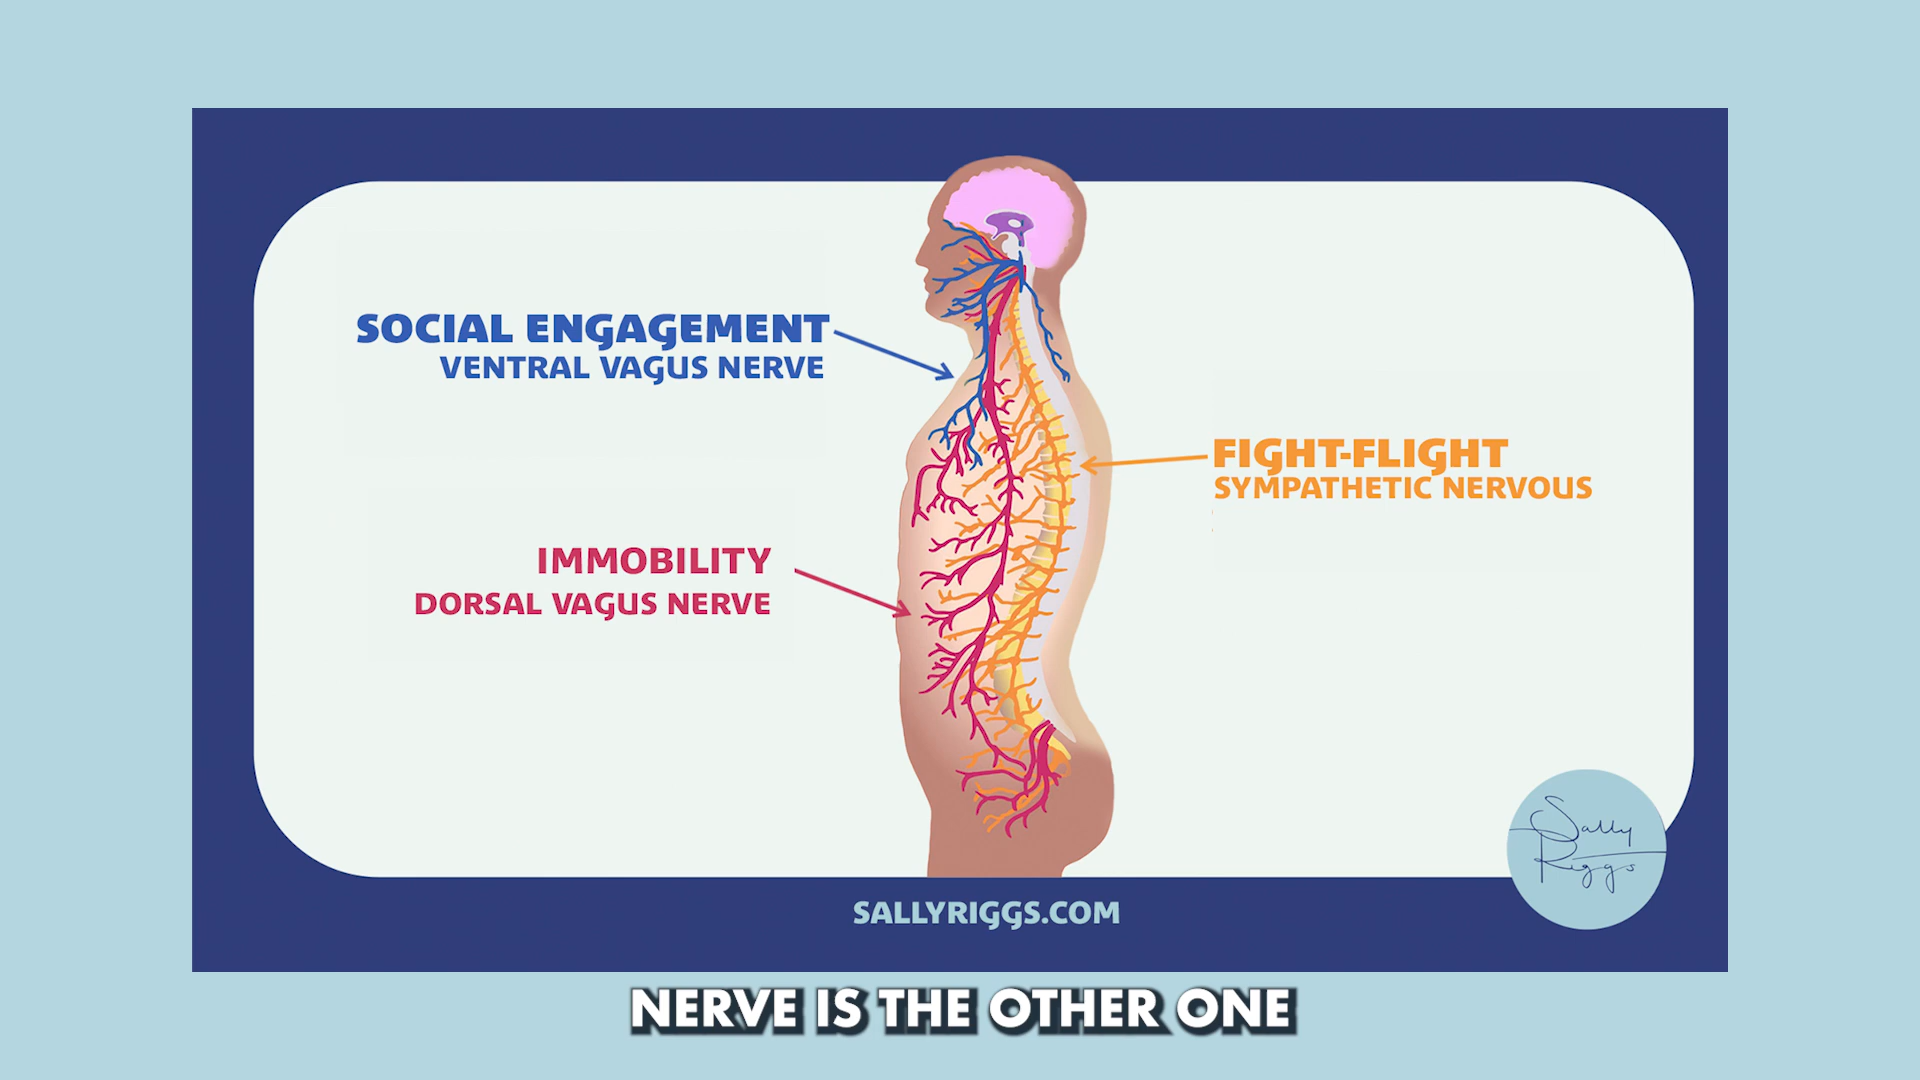 SOCIAL ENGAGEMENT
VENTRAL VAGUS NERVE
FIGHT-FLIGHT
SYMPATHETIC NERVOUS
IMMOBILITY
DORSAL VAGUS NERVE
Sally
Riggs
SALLYRIGGS.COM
NERVE IS THE OTHER ONE